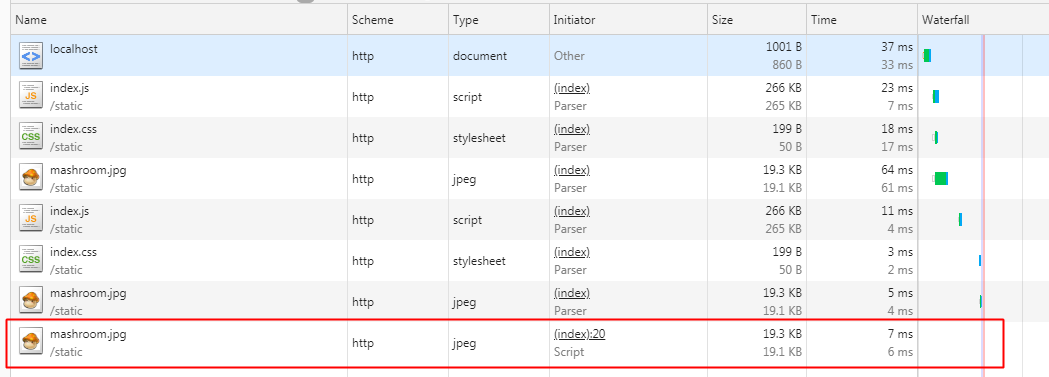 Name Scheme Type Initiator Size Time Waterfall
localhost http document Other 1001 B 37 ms
860 B 33 ms
JS index.js http script (index) 266 KB 23 ms
/static Parser 265 KB 7 ms
CSS index.css http stylesheet (index) 199 B 18 ms
/static Parser 50 B 17 ms
mashroom.jpg http jpeg (index) 19.3 KB 64 ms
/static Parser 19.1 KB 61 ms
JS index.js http script (index) 266 KB 11 ms
/static Parser 265 KB 4 ms
CSS index.css http stylesheet (index) 199 B 3 ms
/static Parser 50 B 2 ms
mashroom.jpg http jpeg (index) 19.3 KB 5 ms
/static Parser 19.1 KB 4 ms
mashroom.jpg http jpeg (index):20 19.3 KB 7 ms
/static Script 19.1 KB 6 ms